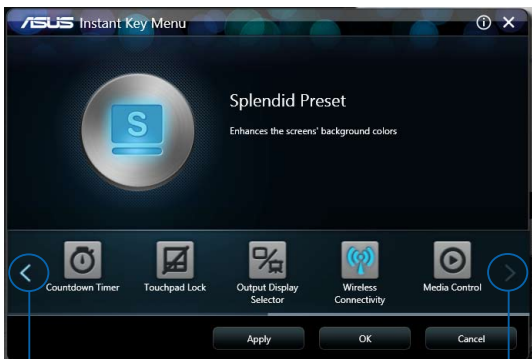 ASUS Instant Key Menu
Splendid Preset
Enhances the screens' background colors
S
Countdown Timer
Touchpad Lock
Output Display
Selector
Wireless
Connectivity
Media Control
Apply
OK
Cancel